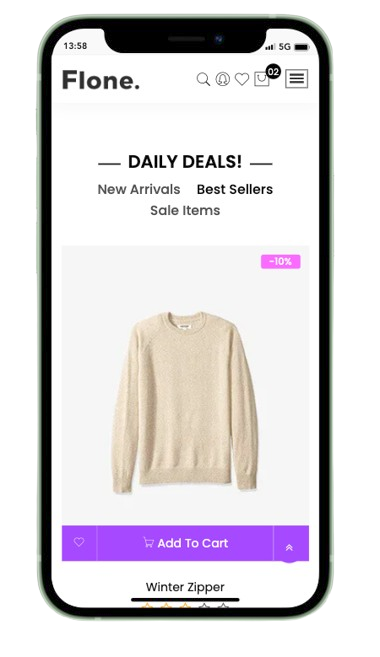 13:58 5G
Flone. 02
DAILY DEALS!
New Arrivals Best Sellers
Sale Items
-10%
Add To Cart
Winter Zipper